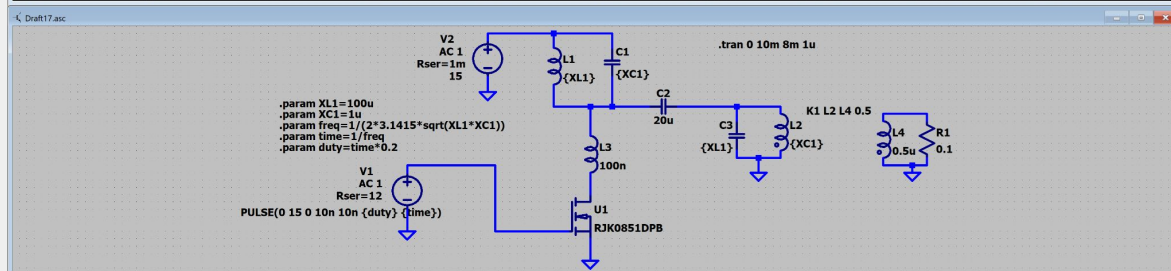 Draft17.asc
V2
AC 1
Rser=1m
15
L1
{XL1}
C1
{XC1}
.tran 0 10m 8m 1u
.param XL1=100u
.param XC1=1u
.param freq=1/(2*3.1415*sqrt(XL1*XC1))
.param time=1/freq
.param duty=time*0.2
C2
20u
C3
{XL1}
L2
{XC1}
K1 L2 L4 0.5
L4
0.5u
R1
0.1
L3
100n
V1
AC 1
Rser=12
PULSE(0 15 0 10n 10n {duty} {time})
U1
RJK0851DPB